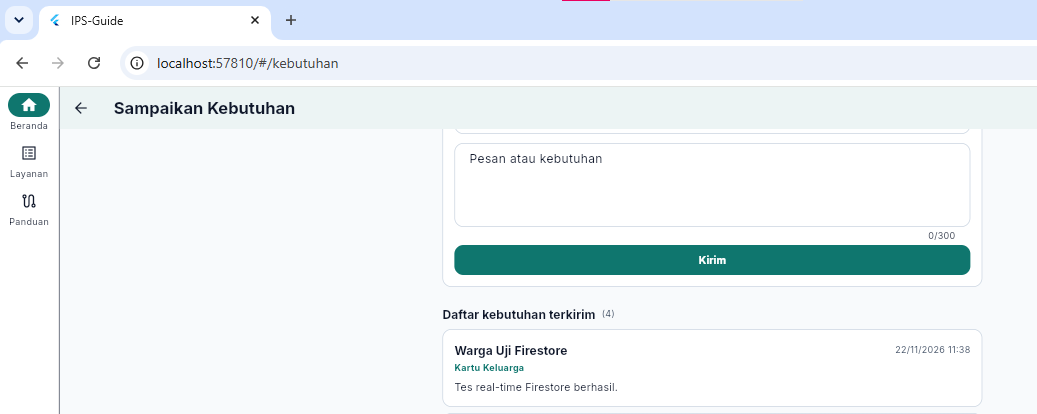 IPS-Guide
localhost:57810/#/kebutuhan
Sampaikan Kebutuhan
Beranda
Layanan
Panduan
Pesan atau kebutuhan
0/300
Kirim
Daftar kebutuhan terkirim (4)
Warga Uji Firestore 22/11/2026 11:38
Kartu Keluarga
Tes real-time Firestore berhasil.